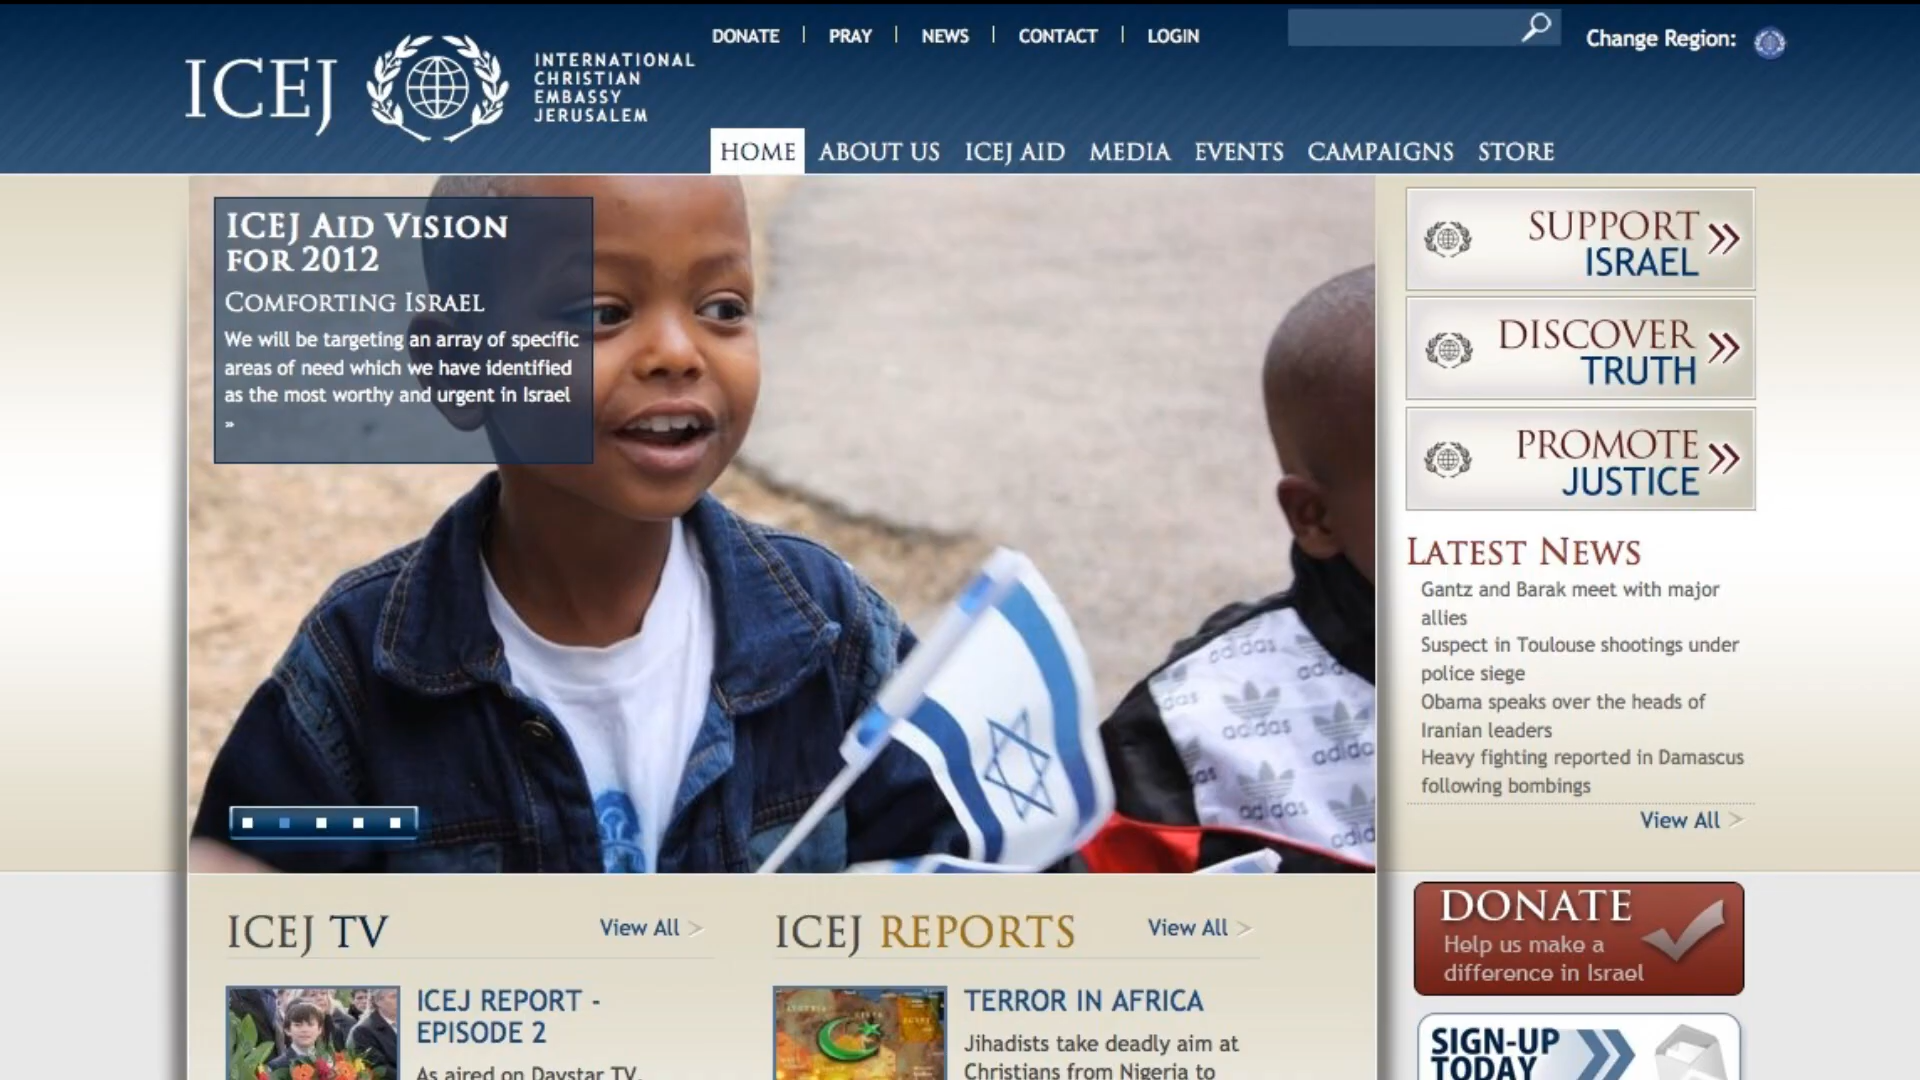 DONATE | PRAY | NEWS | CONTACT | LOGIN
Change Region:
ICEJ
INTERNATIONAL
CHRISTIAN
EMBASSY
JERUSALEM
HOME ABOUT US ICEJ AID MEDIA EVENTS CAMPAIGNS STORE
ICEJ AID VISION
FOR 2012
COMFORTING ISRAEL
We will be targeting an array of specific
areas of need which we have identified
as the most worthy and urgent in Israel
»
adidas
adidas
adidas
adidas
SUPPORT
ISRAEL
DISCOVER
TRUTH
PROMOTE
JUSTICE
LATEST NEWS
Gantz and Barak meet with major
allies
Suspect in Toulouse shootings under
police siege
Obama speaks over the heads of
Iranian leaders
Heavy fighting reported in Damascus
following bombings
View All >
DONATE
Help us make a
difference in Israel
SIGN-UP
TODAY
ICEJ TV
View All >
ICEJ REPORT -
EPISODE 2
As aired on Daystar TV,
ICEJ REPORTS
View All >
TERROR IN AFRICA
Jihadists take deadly aim at
Christians from Nigeria to